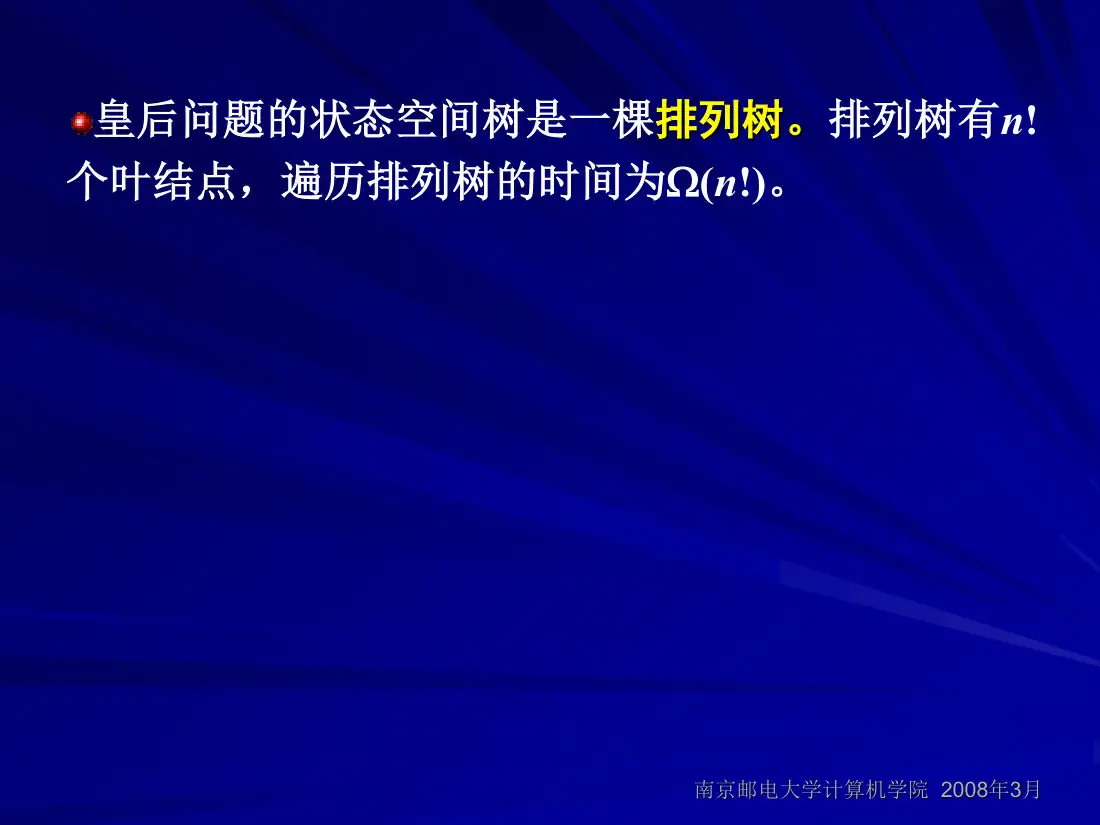 皇后问题的状态空间树是一棵排列树。排列树有n!
个叶结点，遍历排列树的时间为Ω(n!)。
南京邮电大学计算机学院 2008年3月